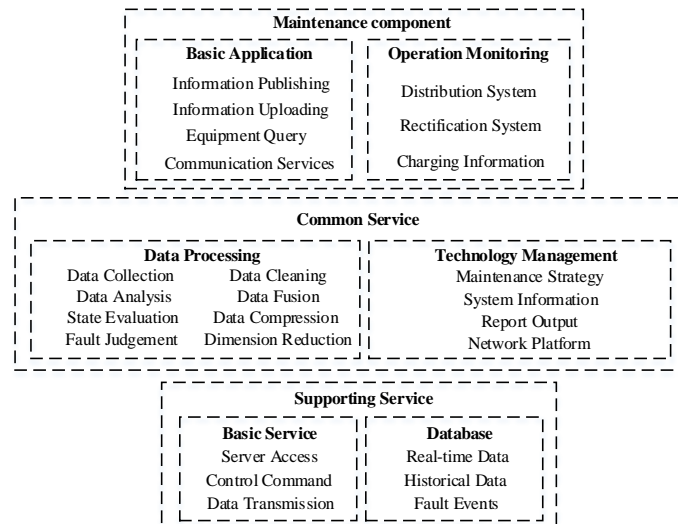 Maintenance component
Basic Application
Information Publishing
Information Uploading
Equipment Query
Communication Services
Operation Monitoring
Distribution System
Rectification System
Charging Information
Common Service
Data Processing
Data Collection Data Cleaning
Data Analysis Data Fusion
State Evaluation Data Compression
Fault Judgement Dimension Reduction
Technology Management
Maintenance Strategy
System Information
Report Output
Network Platform
Supporting Service
Basic Service
Server Access
Control Command
Data Transmission
Database
Real-time Data
Historical Data
Fault Events